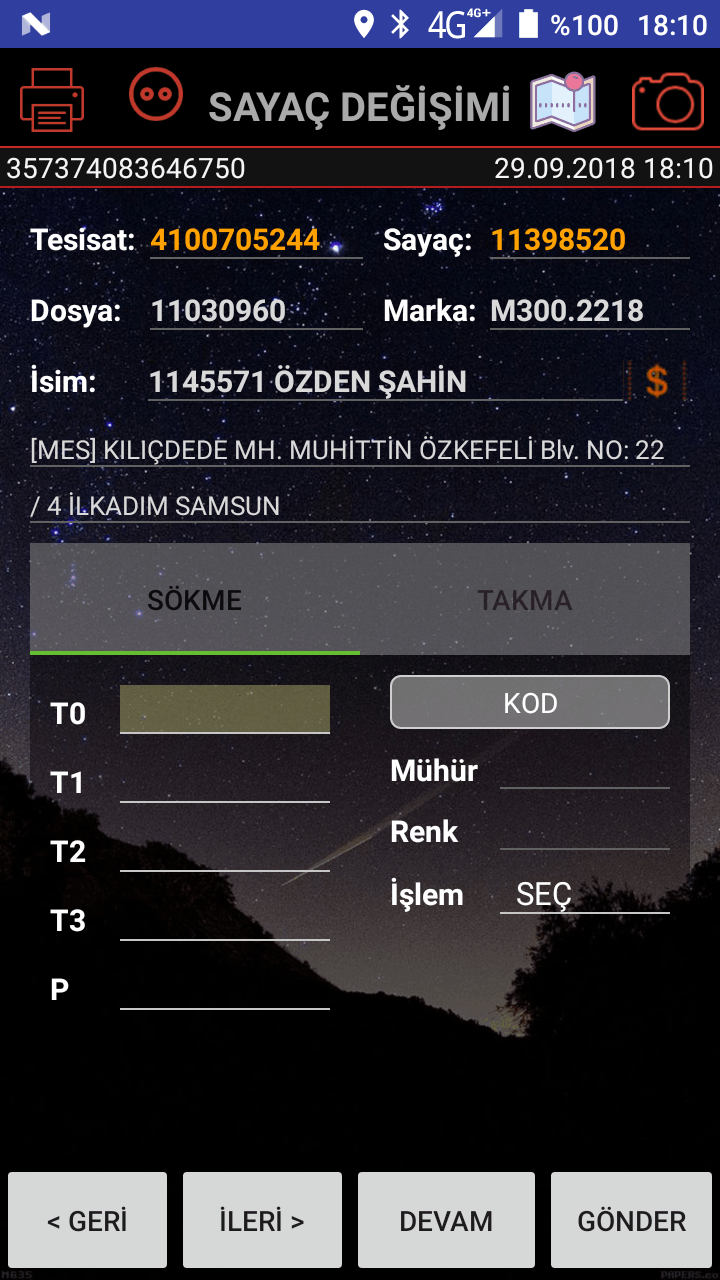 4G 4G+ %100 18:10
SAYAÇ DEĞİŞİMİ
357374083646750 29.09.2018 18:10
Tesisat: 4100705244 Sayaç: 11398520
Dosya: 11030960 Marka: M300.2218
İsim: 1145571 ÖZDEN ŞAHİN $
[MES] KILIÇDEDE MH. MUHİTTİN ÖZKEFELİ Blv. NO: 22
/ 4 İLKADIM SAMSUN
SÖKME TAKMA
T0 KOD
T1 Mühür
T2 Renk
T3 İşlem SEÇ
P
< GERİ İLERİ > DEVAM GÖNDER